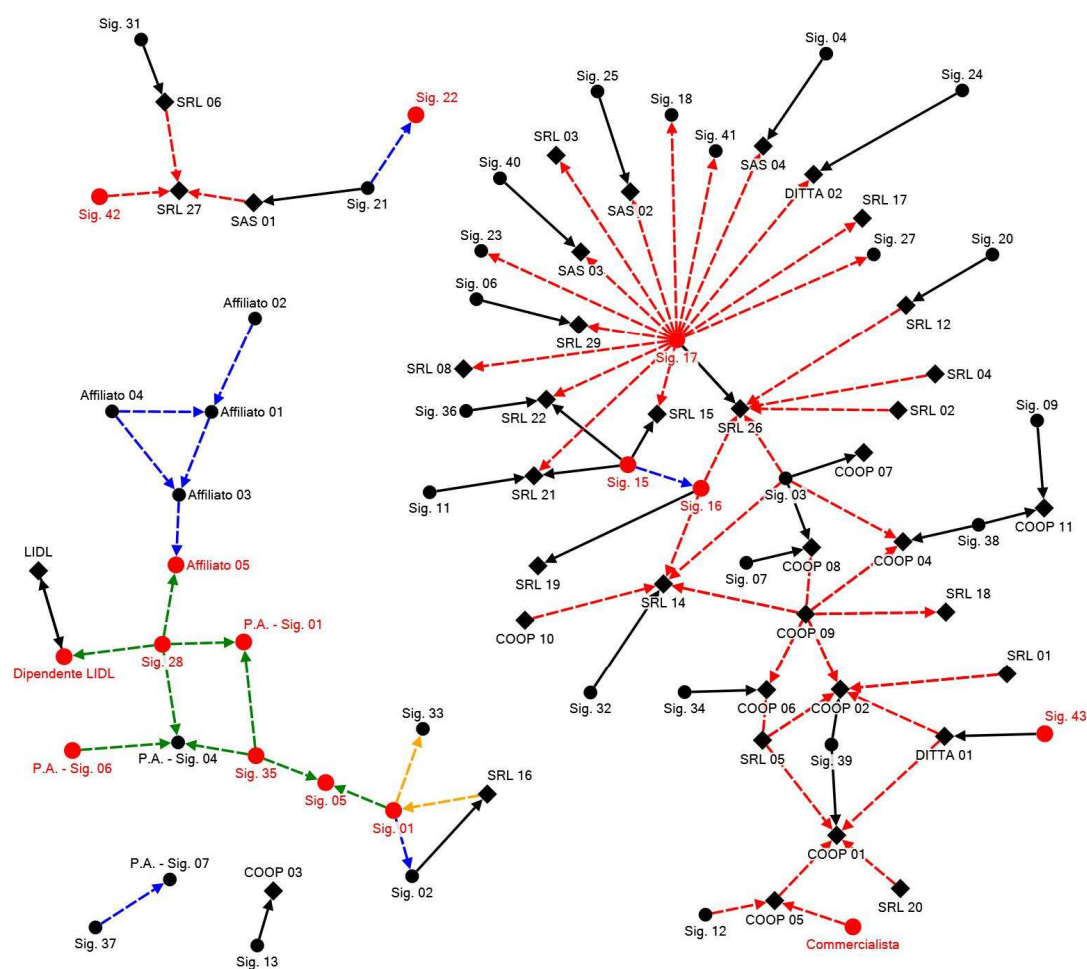 Sig. 31
SRL 06
Sig. 22
Sig. 42
SRL 27
SAS 01
Sig. 21
Sig. 04
Sig. 25
Sig. 24
Sig. 18
SRL 03
Sig. 41
SAS 04
Sig. 40
DITTA 02
SAS 02
SRL 17
Sig. 23
Sig. 27
Sig. 20
SAS 03
Sig. 06
SRL 12
SRL 29
Sig. 17
SRL 08
SRL 04
Sig. 36
SRL 22
SRL 15
SRL 02
SRL 26
Sig. 09
COOP 07
Sig. 15
SRL 21
Sig. 11
Sig. 16
Sig. 03
Sig. 38
COOP 11
COOP 04
COOP 08
Sig. 07
SRL 19
SRL 14
SRL 18
COOP 10
COOP 09
Affiliato 02
Affiliato 04
Affiliato 01
Affiliato 03
LIDL
Affiliato 05
P.A. - Sig. 01
Dipendente LIDL
Sig. 28
Sig. 33
P.A. - Sig. 06
P.A. - Sig. 04
Sig. 35
Sig. 05
SRL 16
Sig. 01
Sig. 02
P.A. - Sig. 07
COOP 03
Sig. 37
Sig. 13
SRL 01
Sig. 32
Sig. 34
COOP 06
COOP 02
Sig. 43
SRL 05
Sig. 39
DITTA 01
COOP 01
SRL 20
COOP 05
Sig. 12
Commercialista